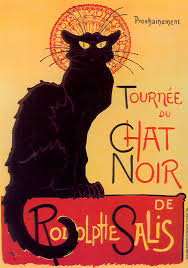 Prochainement
TOURNÉE
DU
CHAT
NOIR
DE
RODOLPHE SALIS